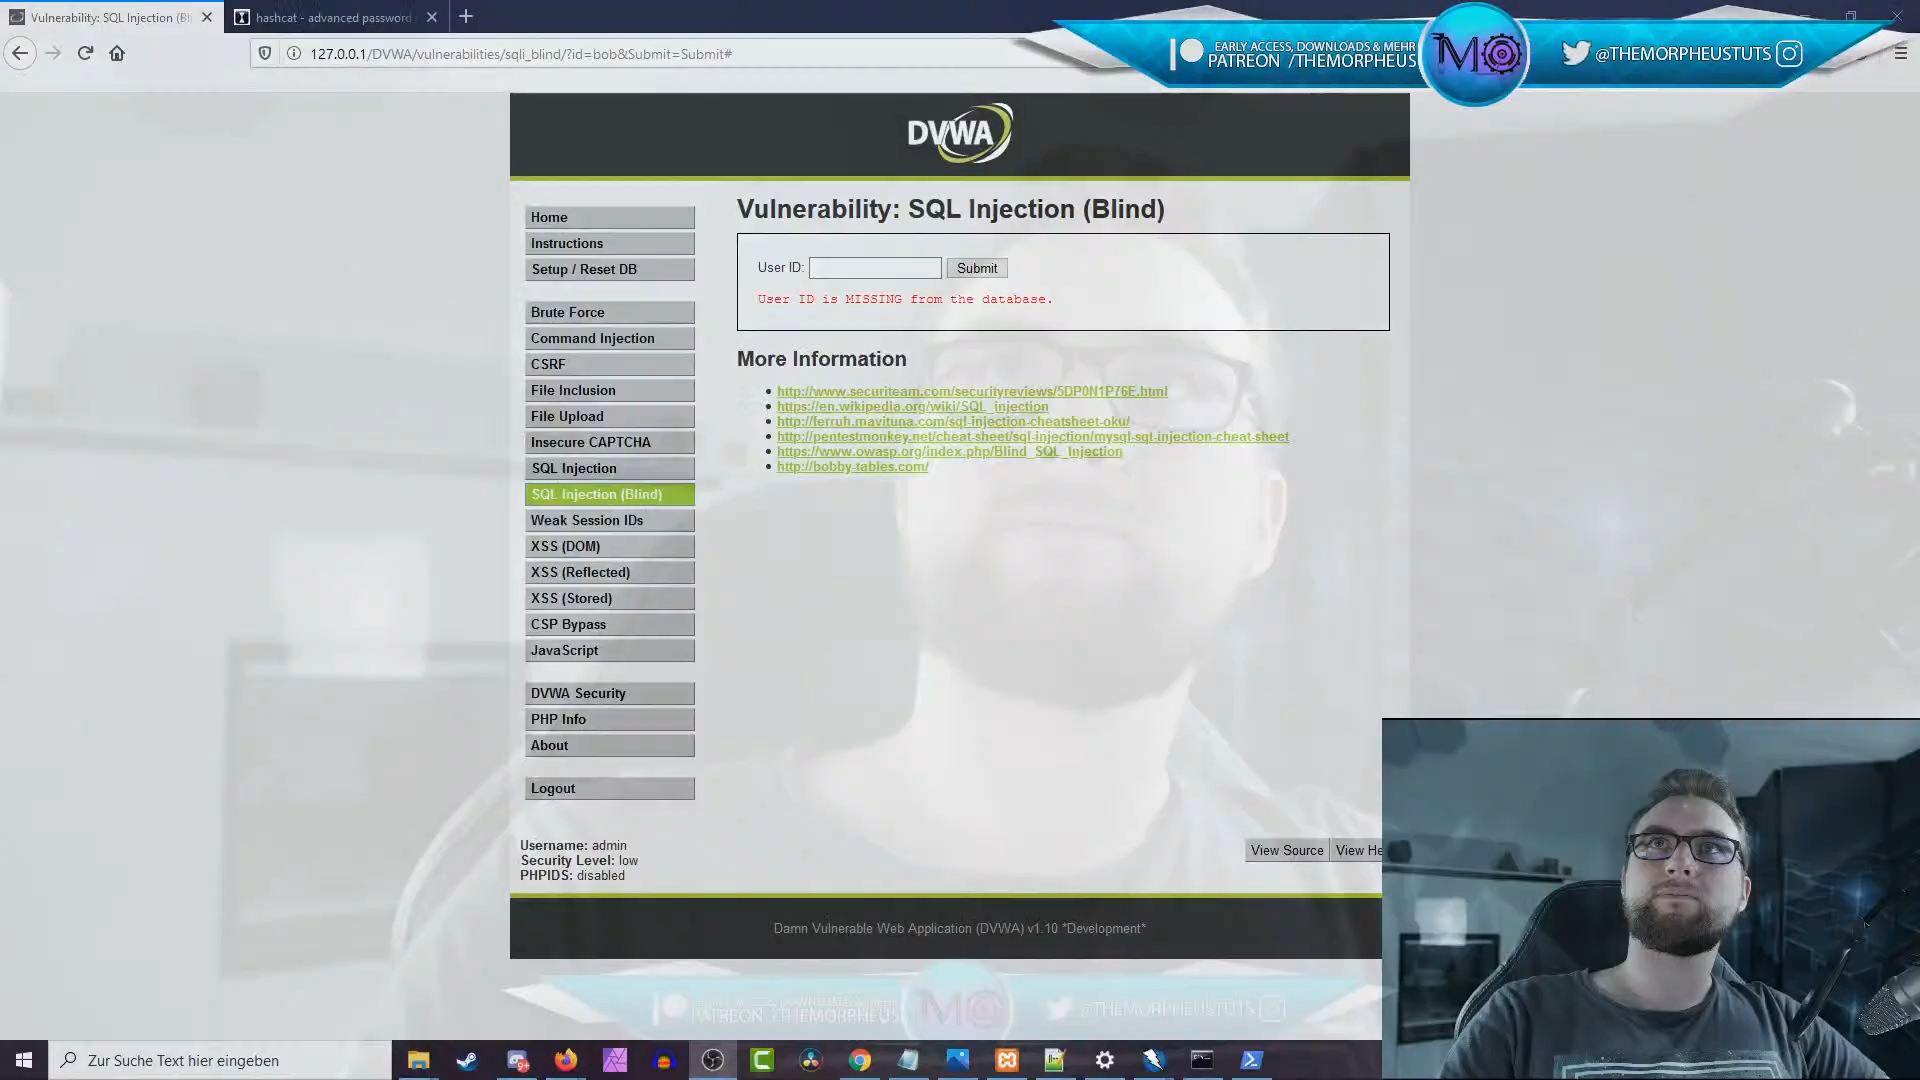 Vulnerability: SQL Injection (Bli
hashcat - advanced password
127.0.0.1/DVWA/vulnerabilities/sqli_blind/?id=bob&Submit=Submit#
EARLY ACCESS, DOWNLOADS & MEHR
PATREON /THEMORPHEUS
MO
@THEMORPHEUSTUTS
DVWA
Home
Instructions
Setup / Reset DB
Brute Force
Command Injection
CSRF
File Inclusion
File Upload
Insecure CAPTCHA
SQL Injection
SQL Injection (Blind)
Weak Session IDs
XSS (DOM)
XSS (Reflected)
XSS (Stored)
CSP Bypass
JavaScript
DVWA Security
PHP Info
About
Logout
Vulnerability: SQL Injection (Blind)
User ID:
Submit
User ID is MISSING from the database.
More Information
http://www.securiteam.com/securityreviews/5DP0N1P76E.html
https://en.wikipedia.org/wiki/SQL_injection
http://ferruh.mavituna.com/sql-injection-cheatsheet-oku/
http://pentestmonkey.net/cheat-sheet/sql-injection/mysql-sql-injection-cheat-sheet
https://www.owasp.org/index.php/Blind_SQL_Injection
http://bobby-tables.com/
Username: admin
Security Level: low
PHPIDS: disabled
View Source
View He
Damn Vulnerable Web Application (DVWA) v1.10 *Development*
PATREON /THEMORPHEUS
@THEMORPHEUSTUTS
Zur Suche Text hier eingeben